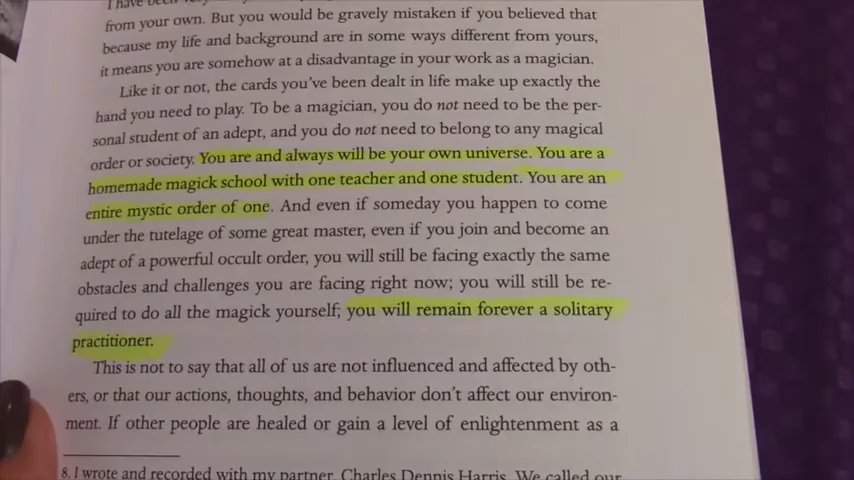 I have been
from your own. But you would be gravely mistaken if you believed that
because my life and background are in some ways different from yours,
it means you are somehow at a disadvantage in your work as a magician.
Like it or not, the cards you've been dealt in life make up exactly the
hand you need to play. To be a magician, you do not need to be the per-
sonal student of an adept, and you do not need to belong to any magical
order or society. You are and always will be your own universe. You are a
homemade magick school with one teacher and one student. You are an
entire mystic order of one. And even if someday you happen to come
under the tutelage of some great master, even if you join and become an
adept of a powerful occult order, you will still be facing exactly the same
obstacles and challenges you are facing right now; you will still be re-
quired to do all the magick yourself; you will remain forever a solitary
practitioner.
This is not to say that all of us are not influenced and affected by oth-
ers, or that our actions, thoughts, and behavior don't affect our environ-
ment. If other people are healed or gain a level of enlightenment as a
8. I wrote and recorded with my partner, Charles Dennis Harris. We called our